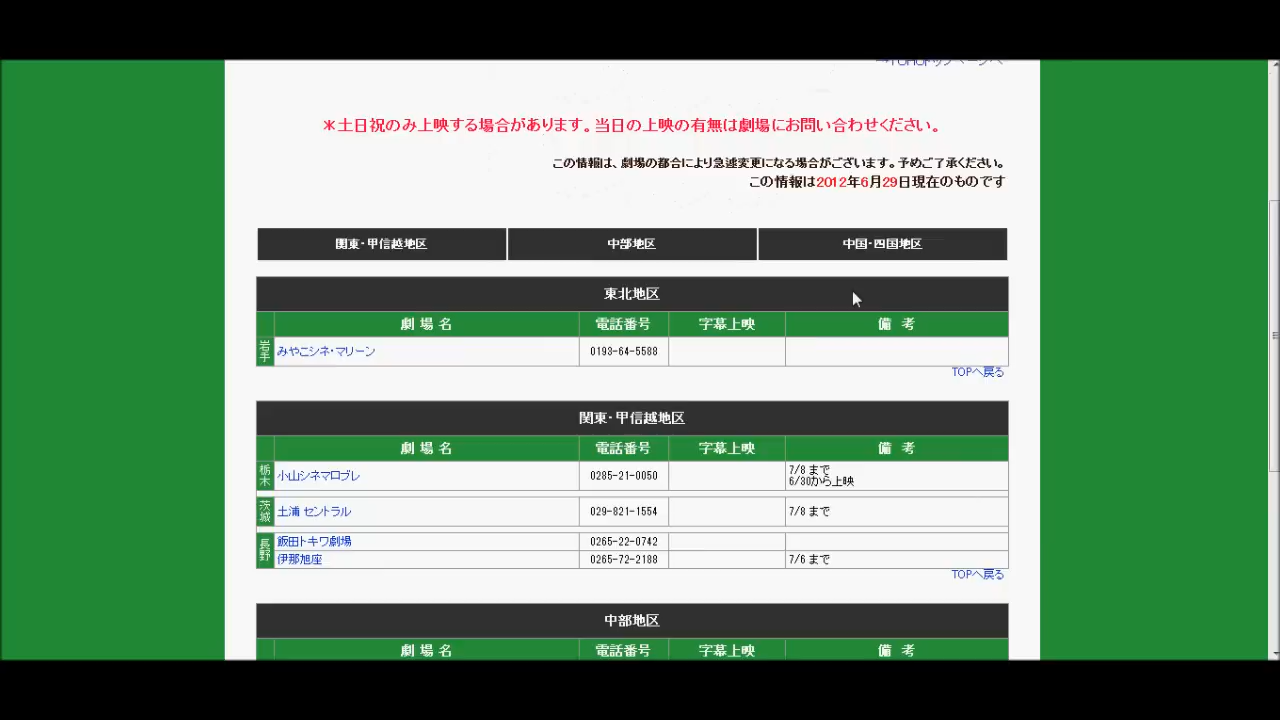 →TOHOトップページへ
＊土日祝のみ上映する場合があります。当日の上映の有無は劇場にお問い合わせください。
この情報は、劇場の都合により急遽変更になる場合がございます。予めご了承ください。
この情報は2012年6月29日現在のものです
関東・甲信越地区 中部地区 中国・四国地区
東北地区
劇場名 電話番号 字幕上映 備考
岩手 みやこシネ・マリーン 0193-64-5588
TOPへ戻る
関東・甲信越地区
劇場名 電話番号 字幕上映 備考
栃木 小山シネマロブレ 0285-21-0050 7/8 まで
6/30から上映
茨城 土浦 セントラル 029-821-1554 7/8 まで
長野 飯田トキワ劇場 0265-22-0742
伊那旭座 0265-72-2188 7/6 まで
TOPへ戻る
中部地区
劇場名 電話番号 字幕上映 備考